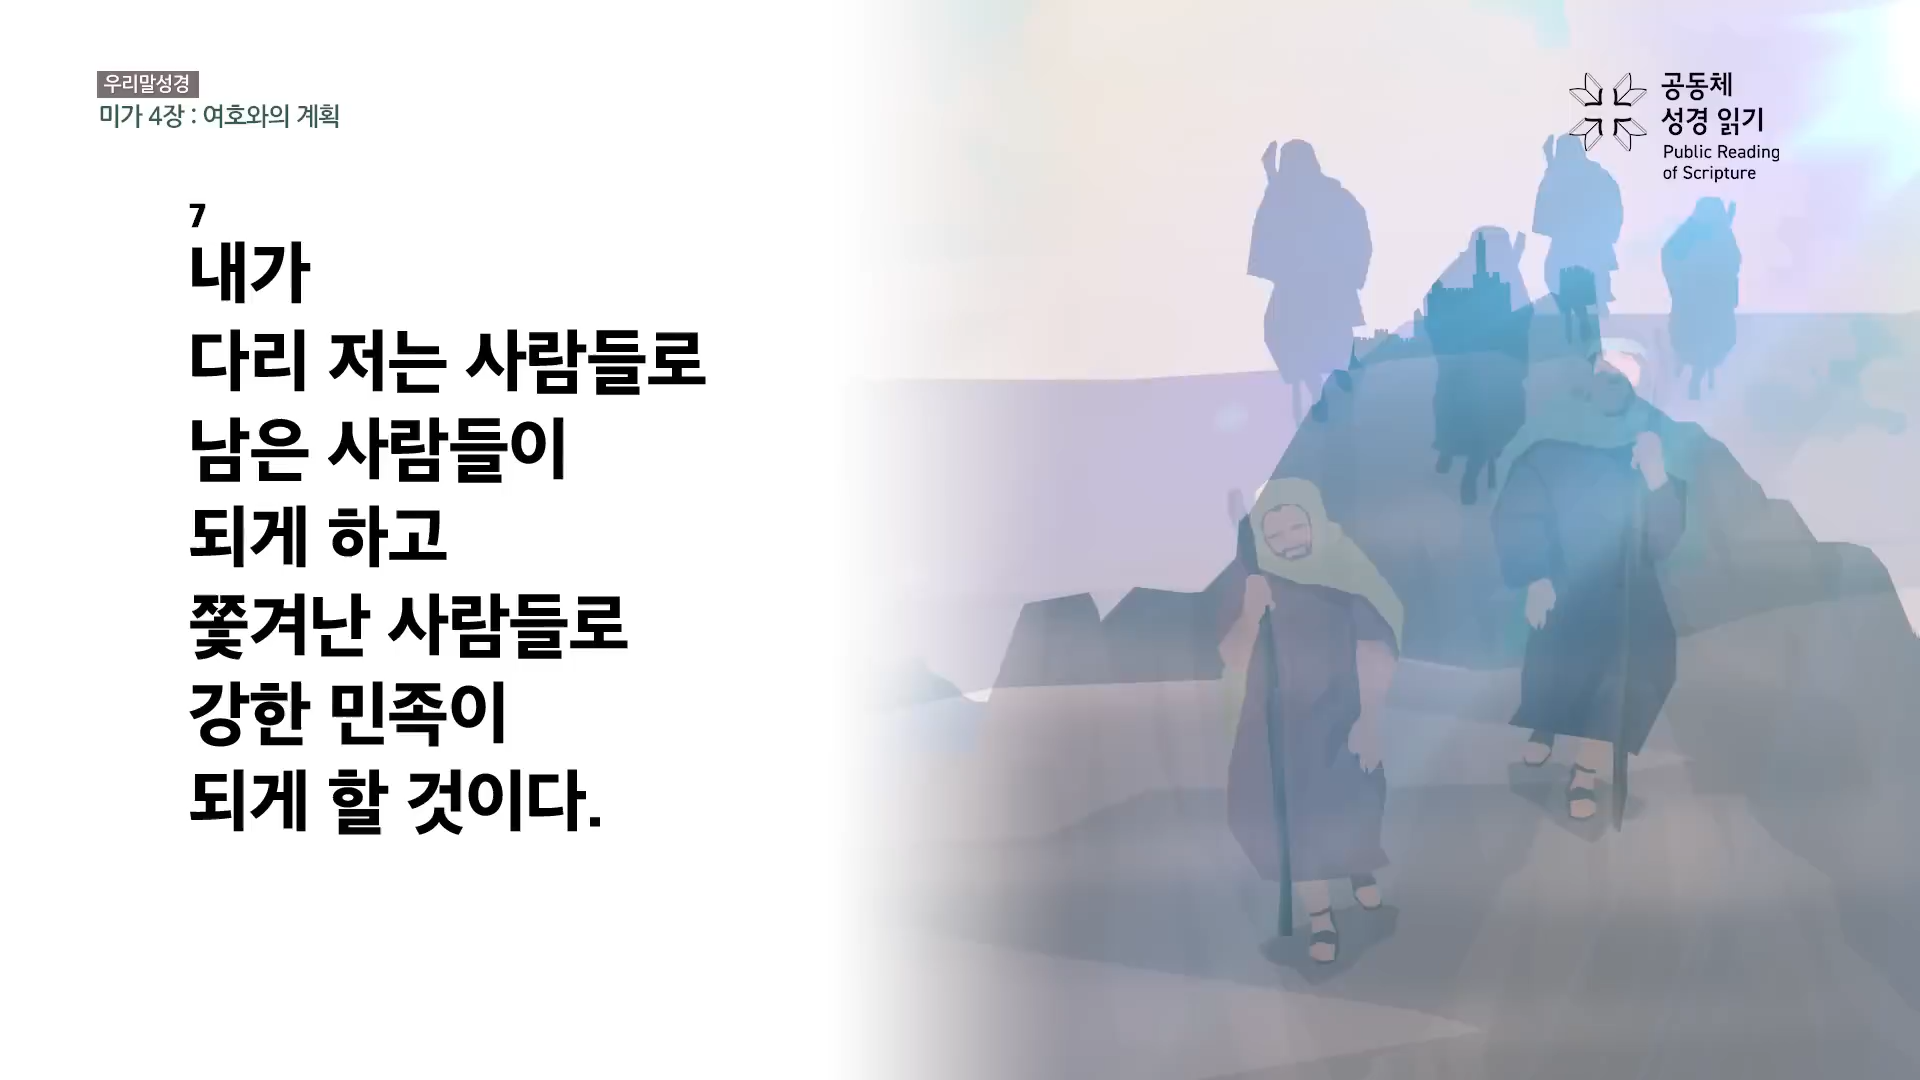 우리말성경
미가 4장 : 여호와의 계획
공동체
성경 읽기
Public Reading
of Scripture
7
내가
다리 저는 사람들로
남은 사람들이
되게 하고
쫓겨난 사람들로
강한 민족이
되게 할 것이다.